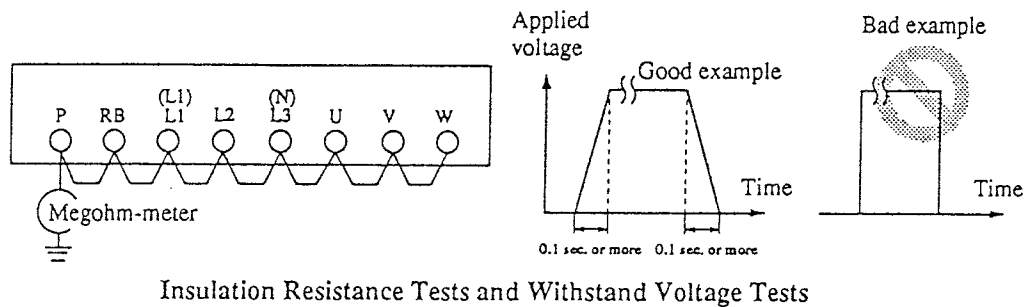 P RB (L1) L1 L2 (N) L3 U V W
Megohm-meter
Applied
voltage
Good example
Time
0.1 sec. or more 0.1 sec. or more
Bad example
Time
Insulation Resistance Tests and Withstand Voltage Tests